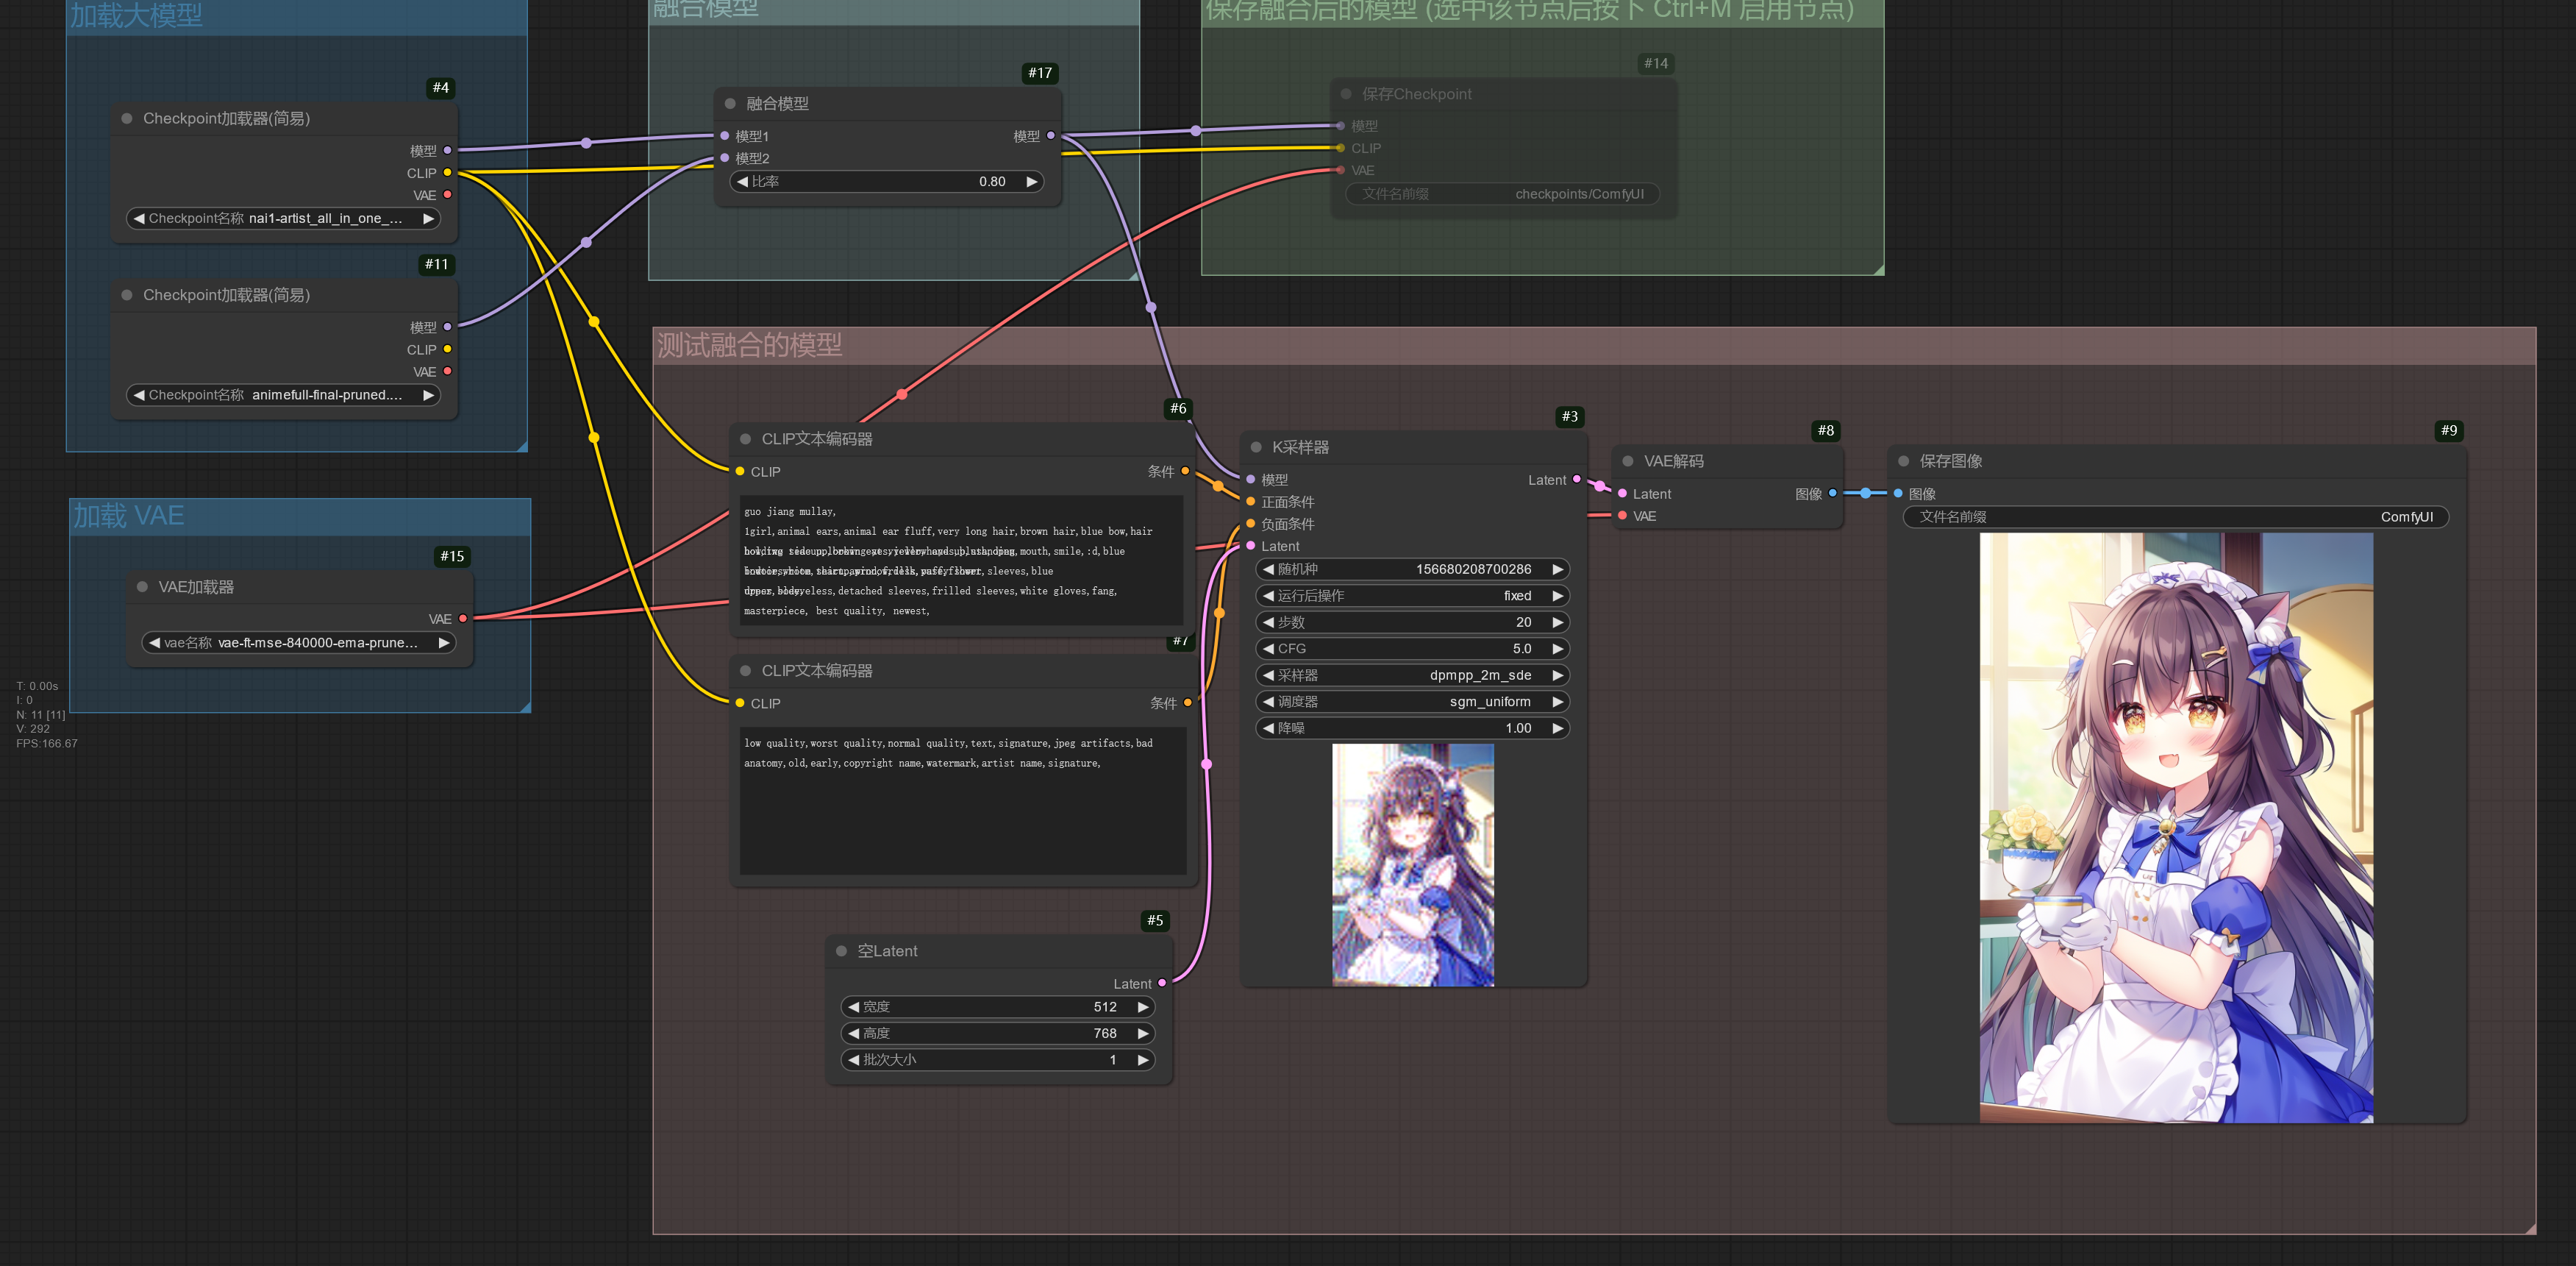 加载大模型
#4
Checkpoint加载器(简易)
模型
CLIP
VAE
Checkpoint名称 nai1-artist_all_in_one_...
#11
Checkpoint加载器(简易)
模型
CLIP
VAE
Checkpoint名称 animefull-final-pruned....
加载 VAE
#15
VAE加载器
VAE
vae名称 vae-ft-mse-840000-ema-prune...
T: 0.00s
I: 0
N: 11 [11]
V: 292
FPS:166.67
融合模型
#17
融合模型
模型1 模型
模型2
比率 0.80
保存融合后的模型 (选中该节点后按下 Ctrl+M 启用节点)
#14
保存Checkpoint
模型
CLIP
VAE
文件名前缀 checkpoints/ComfyUI
测试融合的模型
#6
CLIP文本编码器
CLIP 条件
guo jiang mullay,
1girl,animal ears,animal ear fluff,very long hair,brown hair,blue bow,hair
mouth,smile,:d,blue
sleeves,blue
detached sleeves,frilled sleeves,white gloves,fang,
masterpiece, best quality, newest,
#7
CLIP文本编码器
CLIP 条件
low quality,worst quality,normal quality,text,signature,jpeg artifacts,bad
anatomy,old,early,copyright name,watermark,artist name,signature,
#5
空Latent
Latent
宽度 512
高度 768
批次大小 1
#3
K采样器
模型 Latent
正面条件
负面条件
Latent
随机种 156680208700286
运行后操作 fixed
步数 20
CFG 5.0
采样器 dpmpp_2m_sde
调度器 sgm_uniform
降噪 1.00
#8
VAE解码
Latent 图像
VAE
#9
保存图像
图像
文件名前缀 ComfyUI